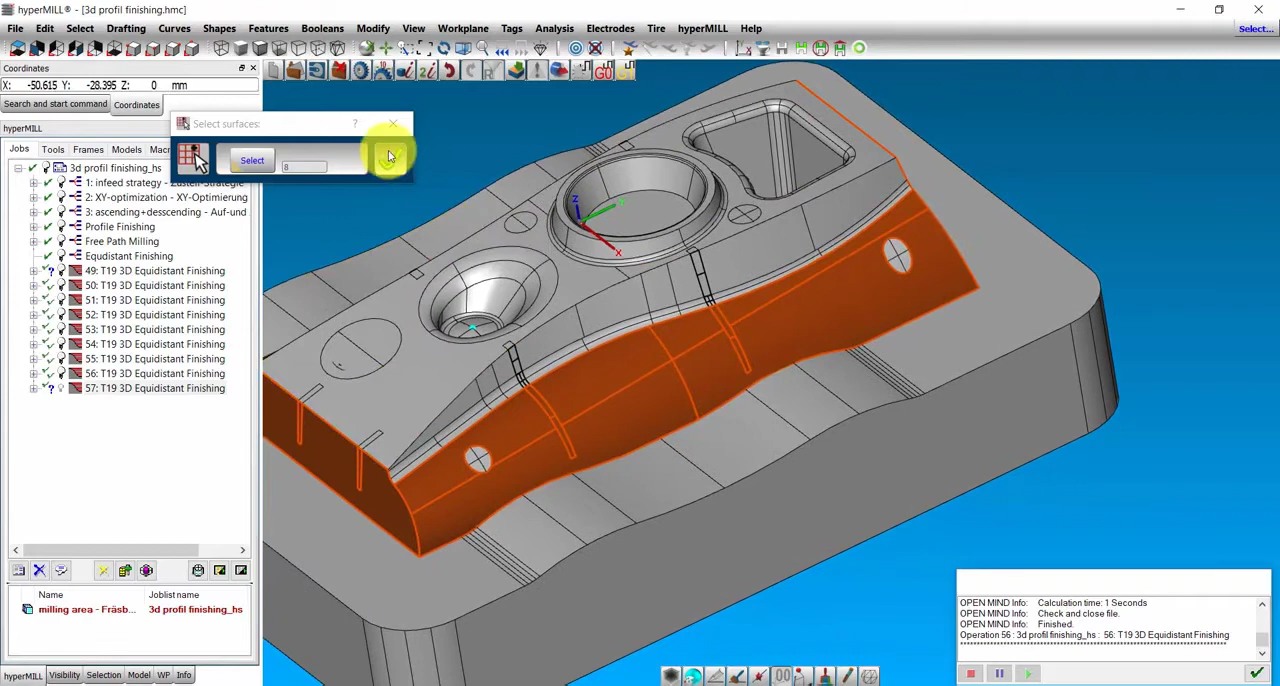 hyperMILL® - [3d profil finishing.hmc]
File Edit Select Drafting Curves Shapes Features Booleans Modify View Workplane Tags Analysis Electrodes Tire hyperMILL Help
Select...
Coordinates
X: -50.615 Y: -28.395 Z: 0 mm
Search and start command Coordinates
hyperMILL
Select surfaces: ?
Select 8
Jobs Tools Frames Models Macro
3d profil finishing_hs
1: infeed strategy - Zustell-Strategie
2: XY-optimization - XY-Optimierung
3: ascending+desscending - Auf-und
Profile Finishing
Free Path Milling
Equdistant Finishing
49: T19 3D Equidistant Finishing
50: T19 3D Equidistant Finishing
51: T19 3D Equidistant Finishing
52: T19 3D Equidistant Finishing
53: T19 3D Equidistant Finishing
54: T19 3D Equidistant Finishing
55: T19 3D Equidistant Finishing
56: T19 3D Equidistant Finishing
57: T19 3D Equidistant Finishing
Z
X
Name Joblist name
milling area - Fräsb... 3d profil finishing_hs
hyperMILL Visibility Selection Model WP Info
OPEN MIND Info: Calculation time: 1 Seconds
OPEN MIND Info: Check and close file.
OPEN MIND Info: Finished.
Operation 56 : 3d profil finishing_hs : 56: T19 3D Equidistant Finishing